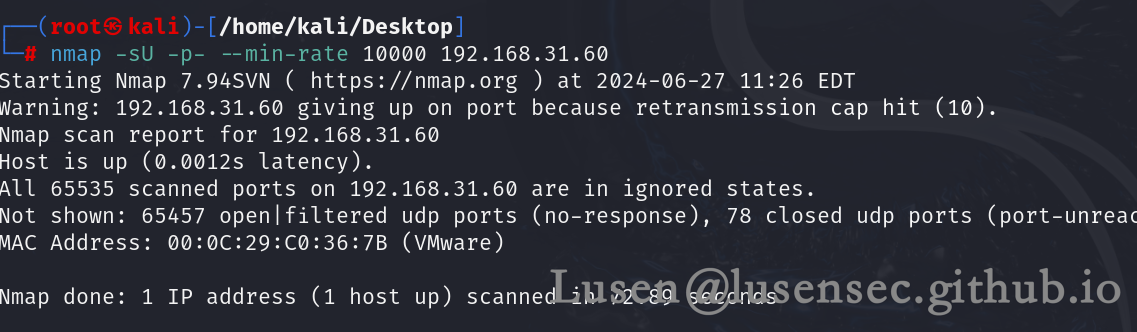 ┌──(root㉿kali)-[/home/kali/Desktop]
└─# nmap -sU -p- --min-rate 10000 192.168.31.60
Starting Nmap 7.94SVN ( https://nmap.org ) at 2024-06-27 11:26 EDT
Warning: 192.168.31.60 giving up on port because retransmission cap hit (10).
Nmap scan report for 192.168.31.60
Host is up (0.0012s latency).
All 65535 scanned ports on 192.168.31.60 are in ignored states.
Not shown: 65457 open|filtered udp ports (no-response), 78 closed udp ports (port-unreac
MAC Address: 00:0C:29:C0:36:7B (VMware)
Nmap done: 1 IP address (1 host up) scanned in 72.89 seconds
Lusen@lusensec.github.io